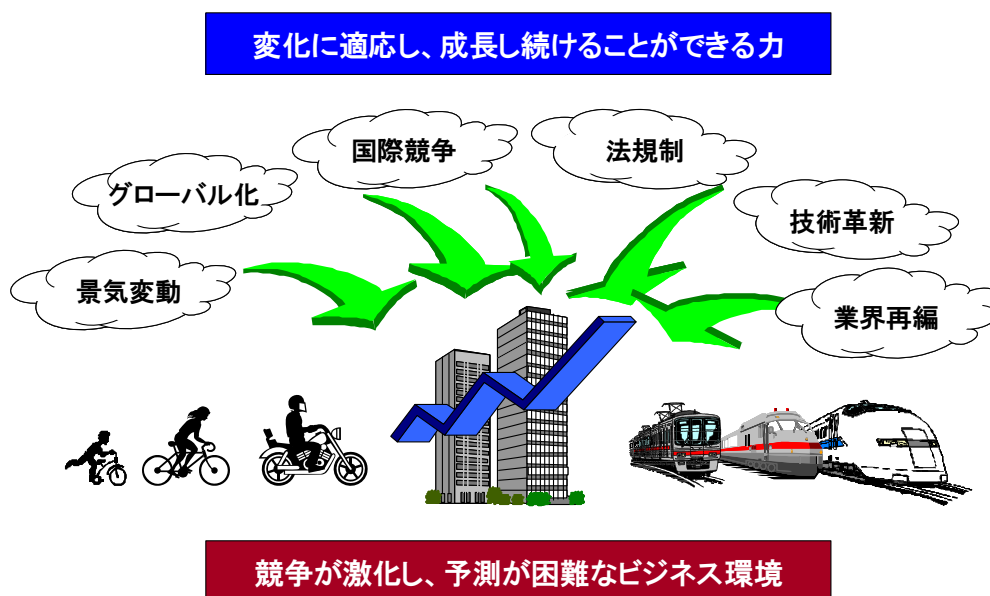 変化に適応し、成長し続けることができる力
国際競争
法規制
グローバル化
技術革新
景気変動
業界再編
競争が激化し、予測が困難なビジネス環境